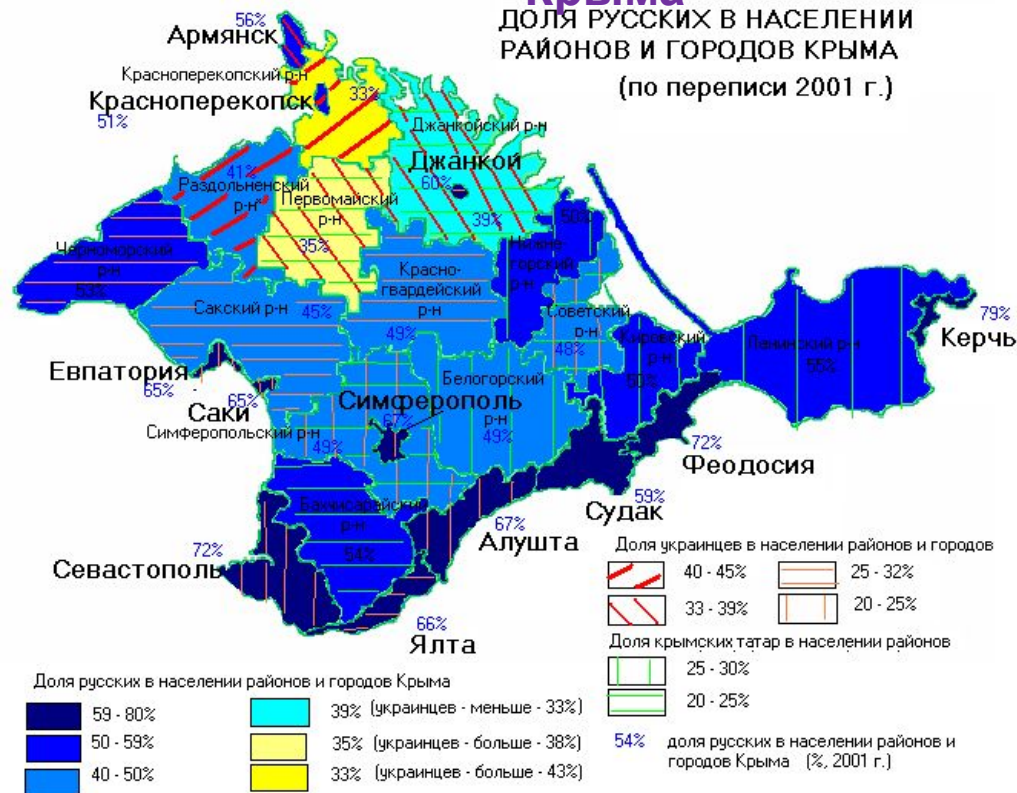 Крыма
ДОЛЯ РУССКИХ В НАСЕЛЕНИИ
РАЙОНОВ И ГОРОДОВ КРЫМА
(по переписи 2001 г.)
56%
Армянск
Красноперекопский р-н
33%
Красноперекопск
51%
Джанкойский р-н
Джанкой
60%
39%
41%
Раздольненский
р-н
Первомайский
р-н
35%
50%
Нижне-
горский
р-н
Черноморский
р-н
53%
Красно-
гвардейский
р-н
49%
Сакский р-н
45%
Советский
р-н
48%
Кировский
р-н
50%
Ленинский р-н
55%
79%
Керчь
Евпатория
65%
Саки
65%
Белогорский
р-н
49%
Симферополь
67%
Симферопольский р-н
49%
72%
Феодосия
59%
Судак
67%
Алушта
Бахчисарайский
р-н
54%
72%
Севастополь
66%
Ялта
Доля украинцев в населении районов и городов
40 - 45%
25 - 32%
33 - 39%
20 - 25%
Доля крымских татар в населении районов
25 - 30%
20 - 25%
54% доля русских в населении районов и
городов Крыма (%, 2001 г.)
Доля русских в населении районов и городов Крыма
59 - 80%
39% (украинцев - меньше - 33%)
50 - 59%
35% (украинцев - больше - 38%)
40 - 50%
33% (украинцев - больше - 43%)